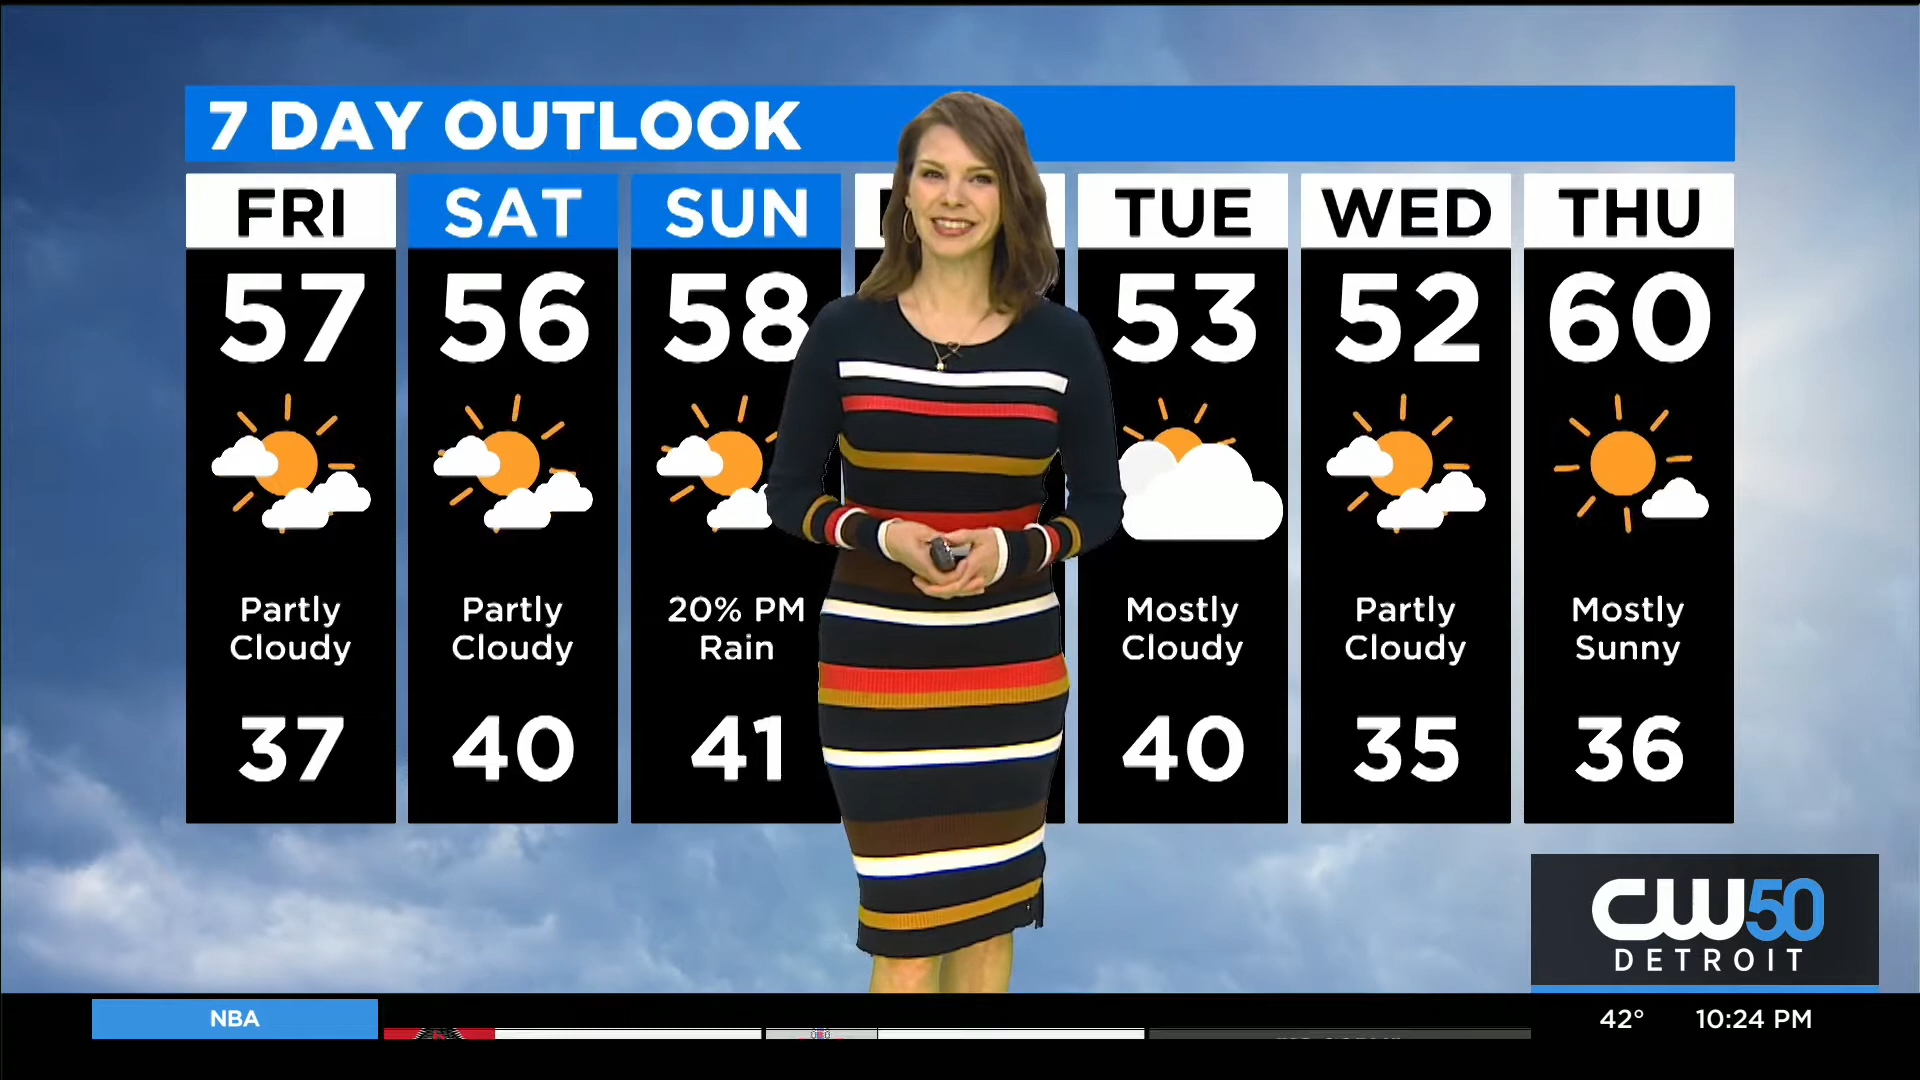 7 DAY OUTLOOK
FRI SAT SUN TUE WED THU
57 56 58 53 52 60
Partly Cloudy
Partly Cloudy
20% PM Rain
Mostly Cloudy
Partly Cloudy
Mostly Sunny
37 40 41 40 35 36
CW50
DETROIT
NBA
42° 10:24 PM